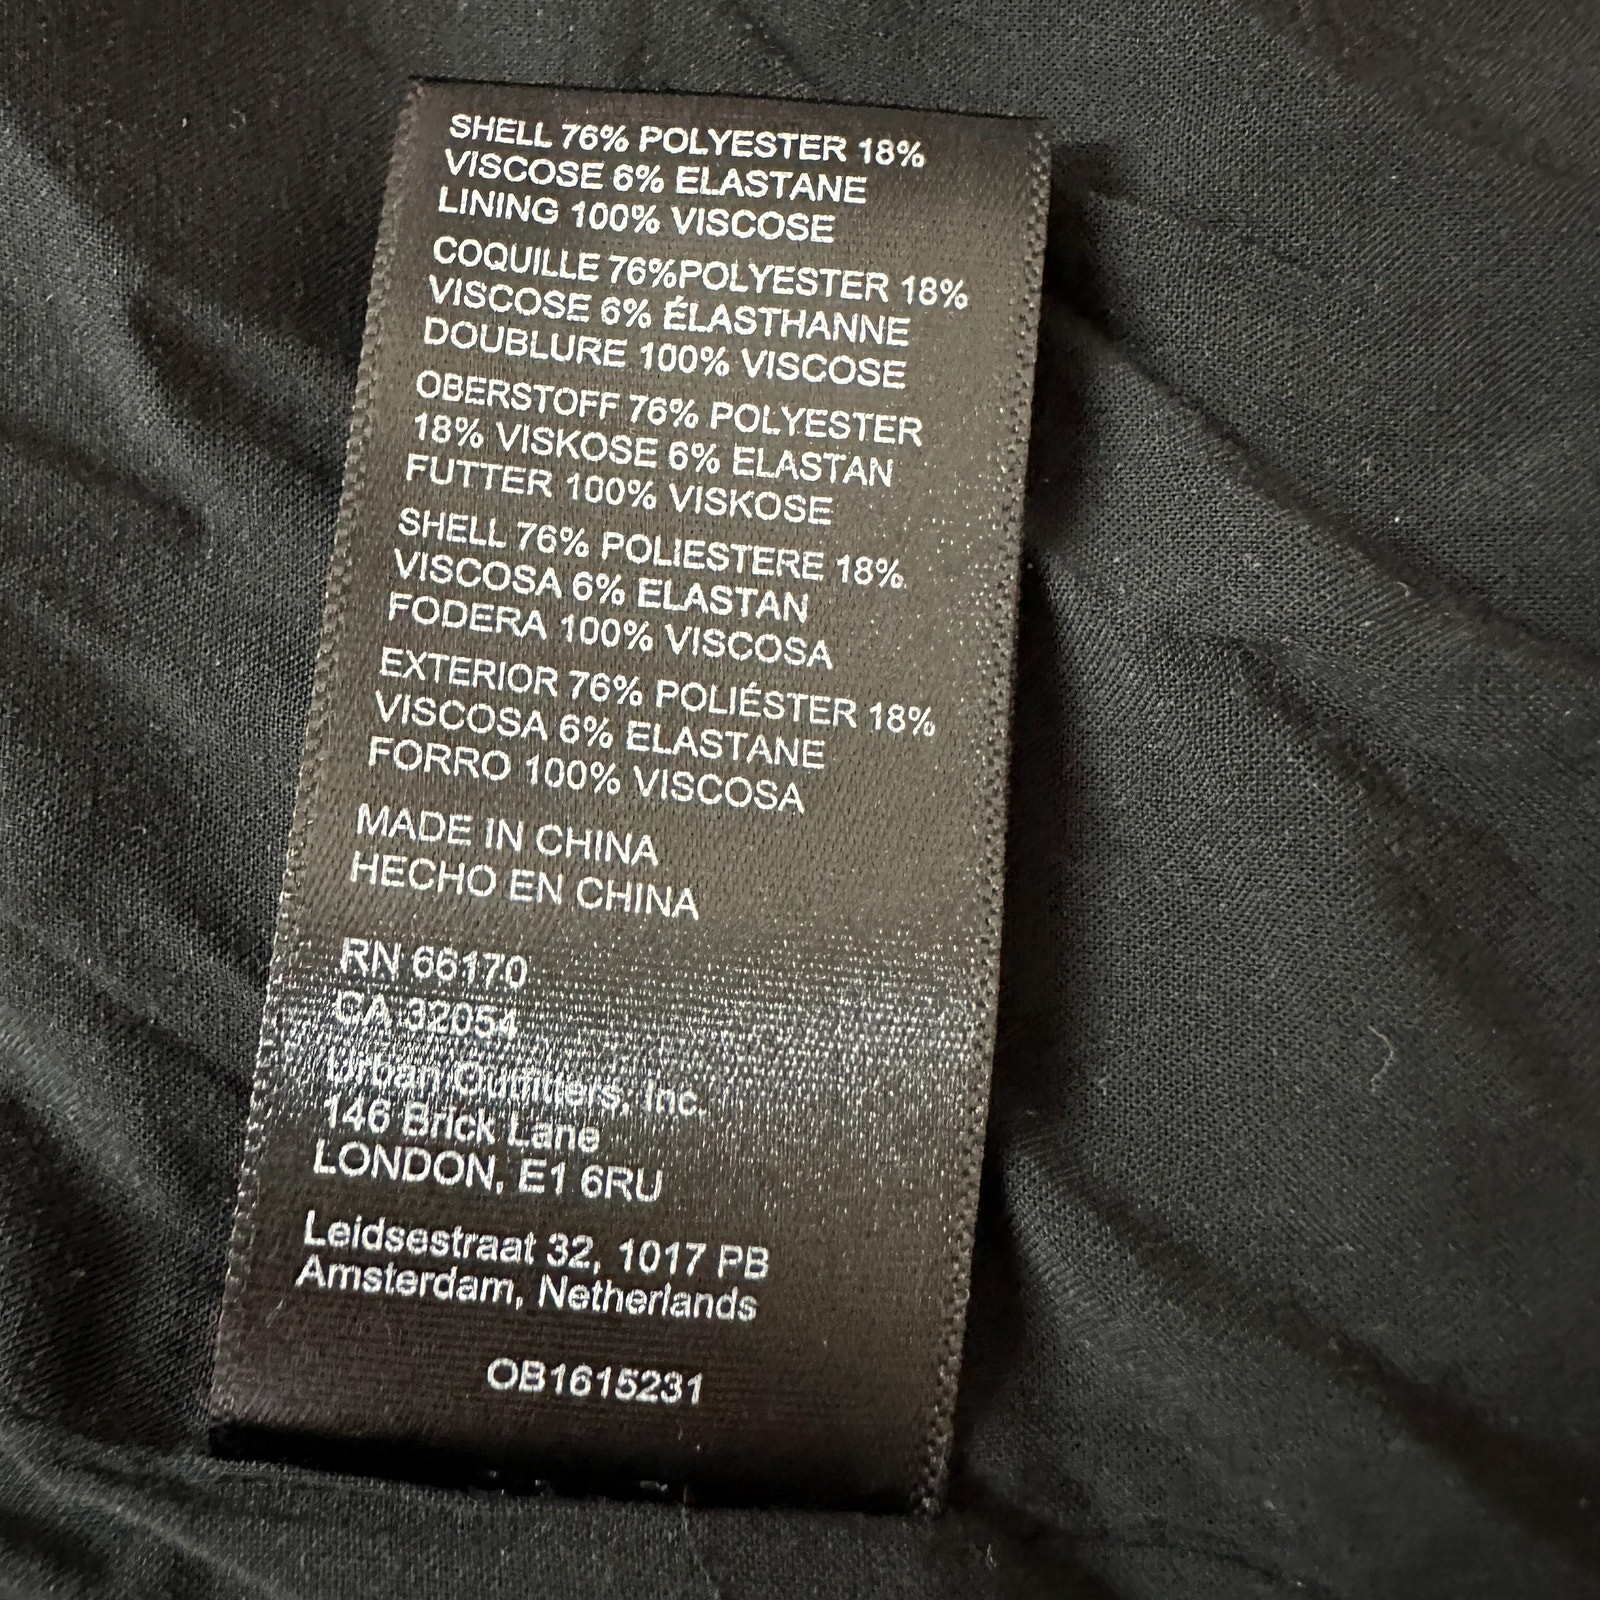 SHELL 76% POLYESTER 18%
VISCOSE 6% ELASTANE
LINING 100% VISCOSE
COQUILLE 76%POLYESTER 18%
VISCOSE 6% ÉLASTHANNE
DOUBLURE 100% VISCOSE
OBERSTOFF 76% POLYESTER
18% VISKOSE 6% ELASTAN
FUTTER 100% VISKOSE
SHELL 76% POLIESTERE 18%
VISCOSA 6% ELASTAN
FODERA 100% VISCOSA
EXTERIOR 76% POLIÉSTER 18%
VISCOSA 6% ELASTANE
FORRO 100% VISCOSA
MADE IN CHINA
HECHO EN CHINA
RN 66170
CA 32054
Urban Outfitters, Inc.
146 Brick Lane
LONDON, E1 6RU
Leidsestraat 32, 1017 PB
Amsterdam, Netherlands
OB1615231